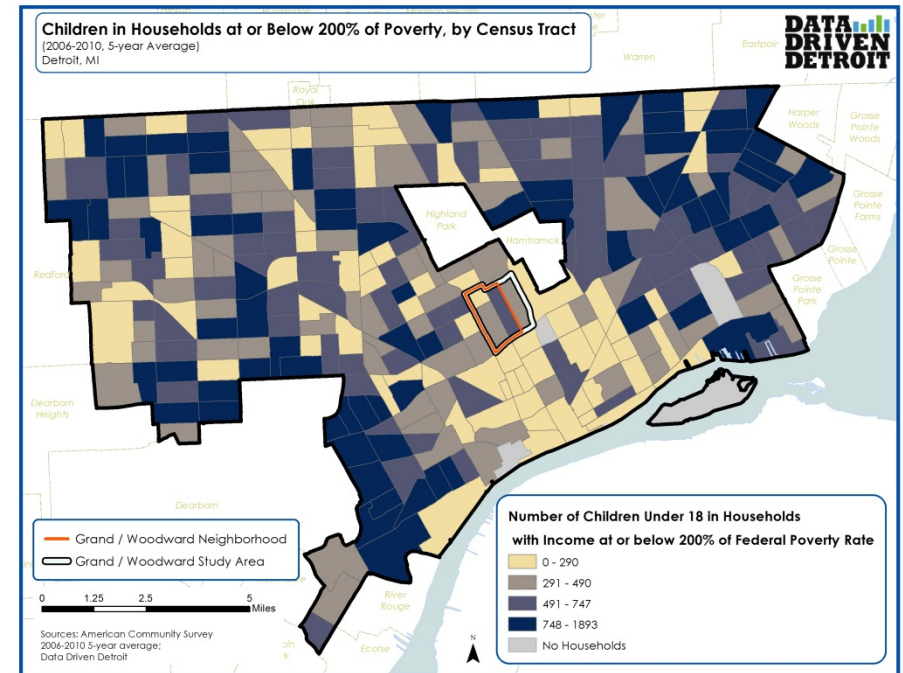 Children in Households at or Below 200% of Poverty, by Census Tract
(2006-2010, 5-year Average)
Detroit, MI
DATA
DRIVEN
DETROIT
Warren
Eastpoir
Royal
Oak
Harper
Woods
Grosse
Pointe
Woods
Highland
Park
Hamtramck
Grosse
Pointe
Farms
Grosse
Pointe
Redford
Grosse
Pointe
Park
Dearborn
Heights
Dearborn
River
Rouge
Ecorse
Grand / Woodward Neighborhood
Grand / Woodward Study Area
0 1.25 2.5 5
Miles
Sources: American Community Survey
2006-2010 5-year average;
Data Driven Detroit
N
Number of Children Under 18 in Households
with Income at or below 200% of Federal Poverty Rate
0 - 290
291 - 490
491 - 747
748 - 1893
No Households